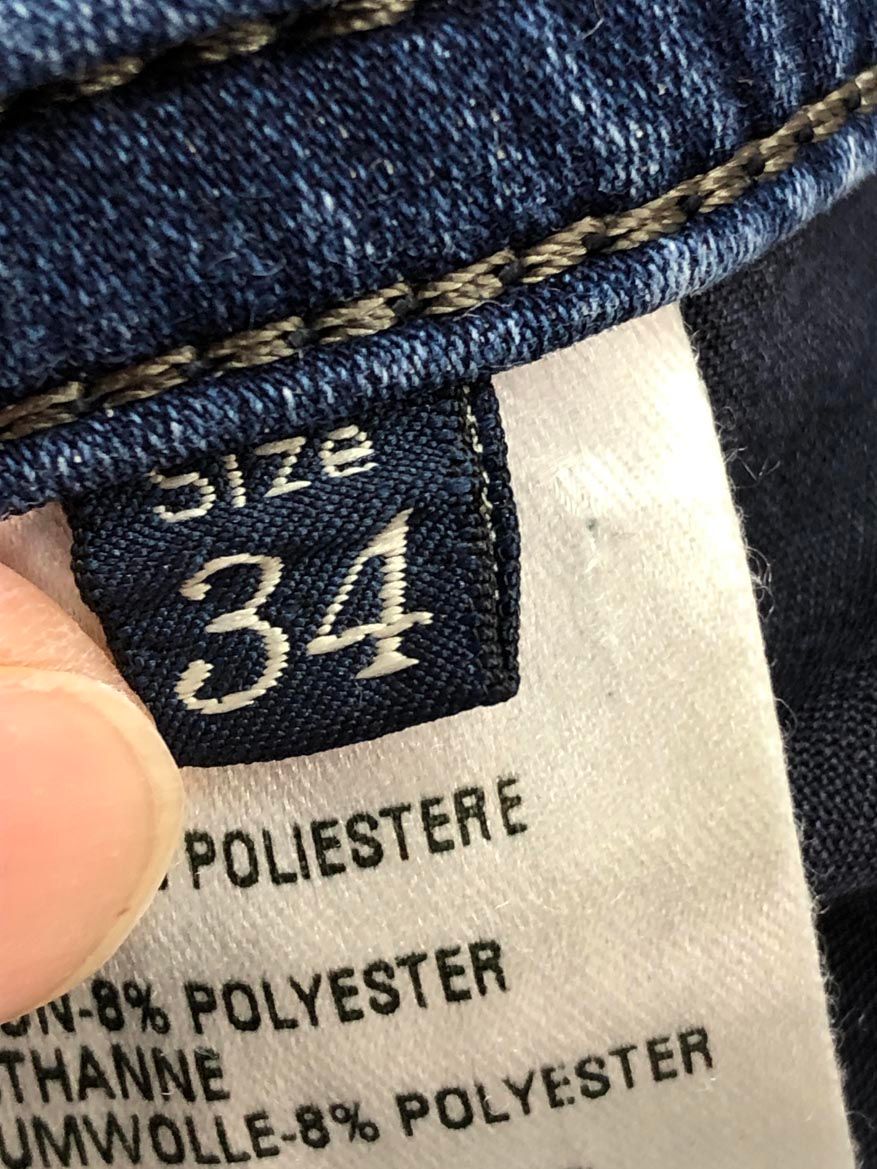 Size
34
POLIESTERE
ON-8% POLYESTER
THANNE
UMWOLLE-8% POLYESTER